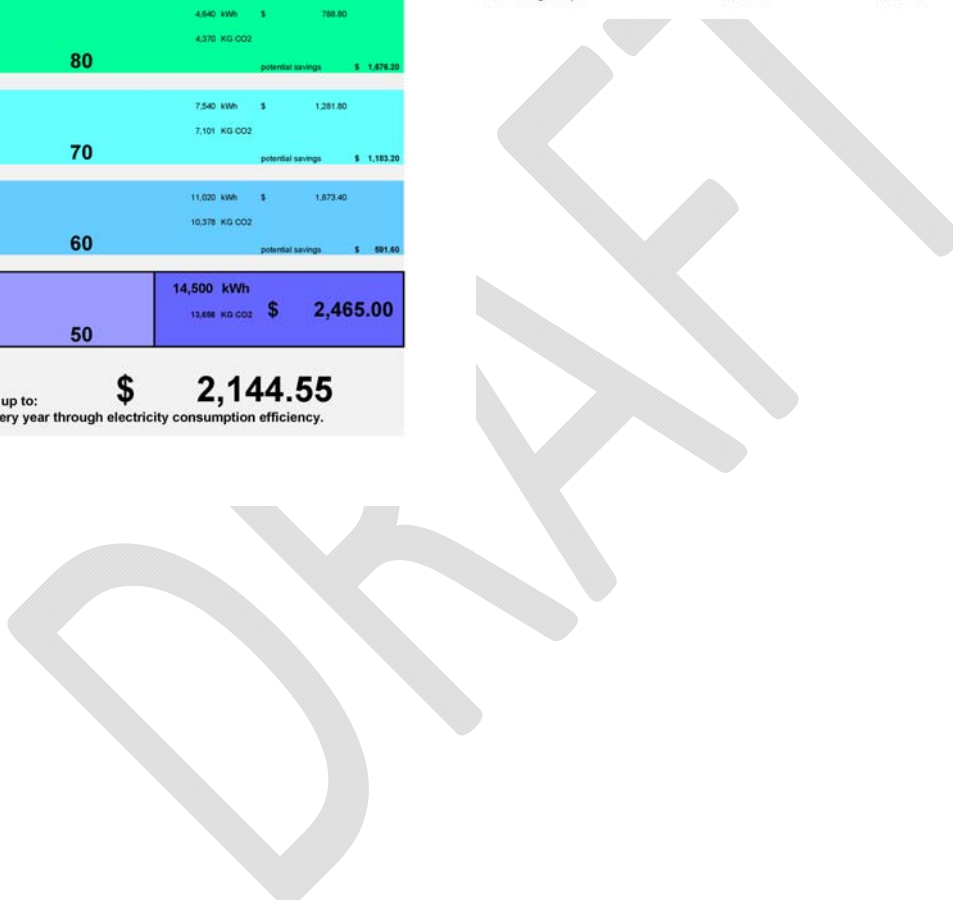 4,640 kWh $ 788.80
4,370 KG CO2
80
potential savings $ 1,676.20
7,540 kWh $ 1,281.80
7,101 KG CO2
70
potential savings $ 1,183.20
11,020 kWh $ 1,873.40
10,378 KG CO2
60
potential savings $ 591.60
14,500 kWh
13,656 KG CO2 $ 2,465.00
50
up to: $ 2,144.55
ery year through electricity consumption efficiency.
DRAFT